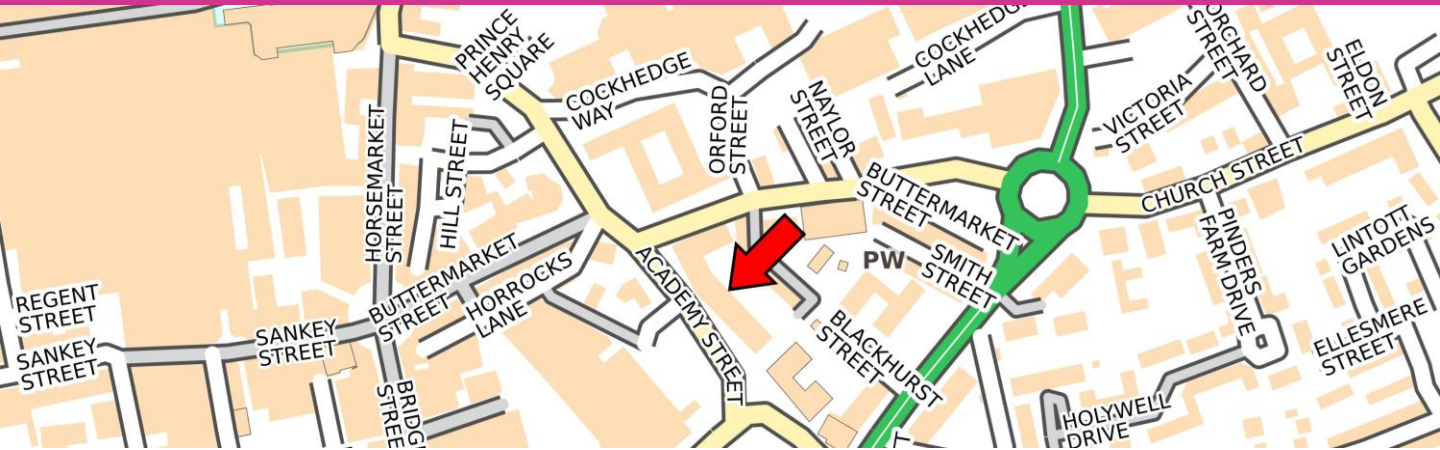 PRINCE
HENRY
SQUARE
COCKHEDGE
WAY
ORFORD
STREET
NAYLOR
STREET
COCKHEDGE
LANE
ORCHARD
STREET
VICTORIA
STREET
ELDON
STREET
HORSEMARKET
STREET
HILL STREET
BUTTERMARKET
STREET
CHURCH STREET
BUTTERMARKET
STREET
HORROCKS
LANE
ACADEMY STREET
PW
SMITH
STREET
PINDERS
FARM DRIVE
LINTOTT
GARDENS
REGENT
STREET
SANKEY
STREET
SANKEY
STREET
BLACKHURST
STREET
ELLESMERE
STREET
BRIDG
STREE
HOLYWELL
DRIVE